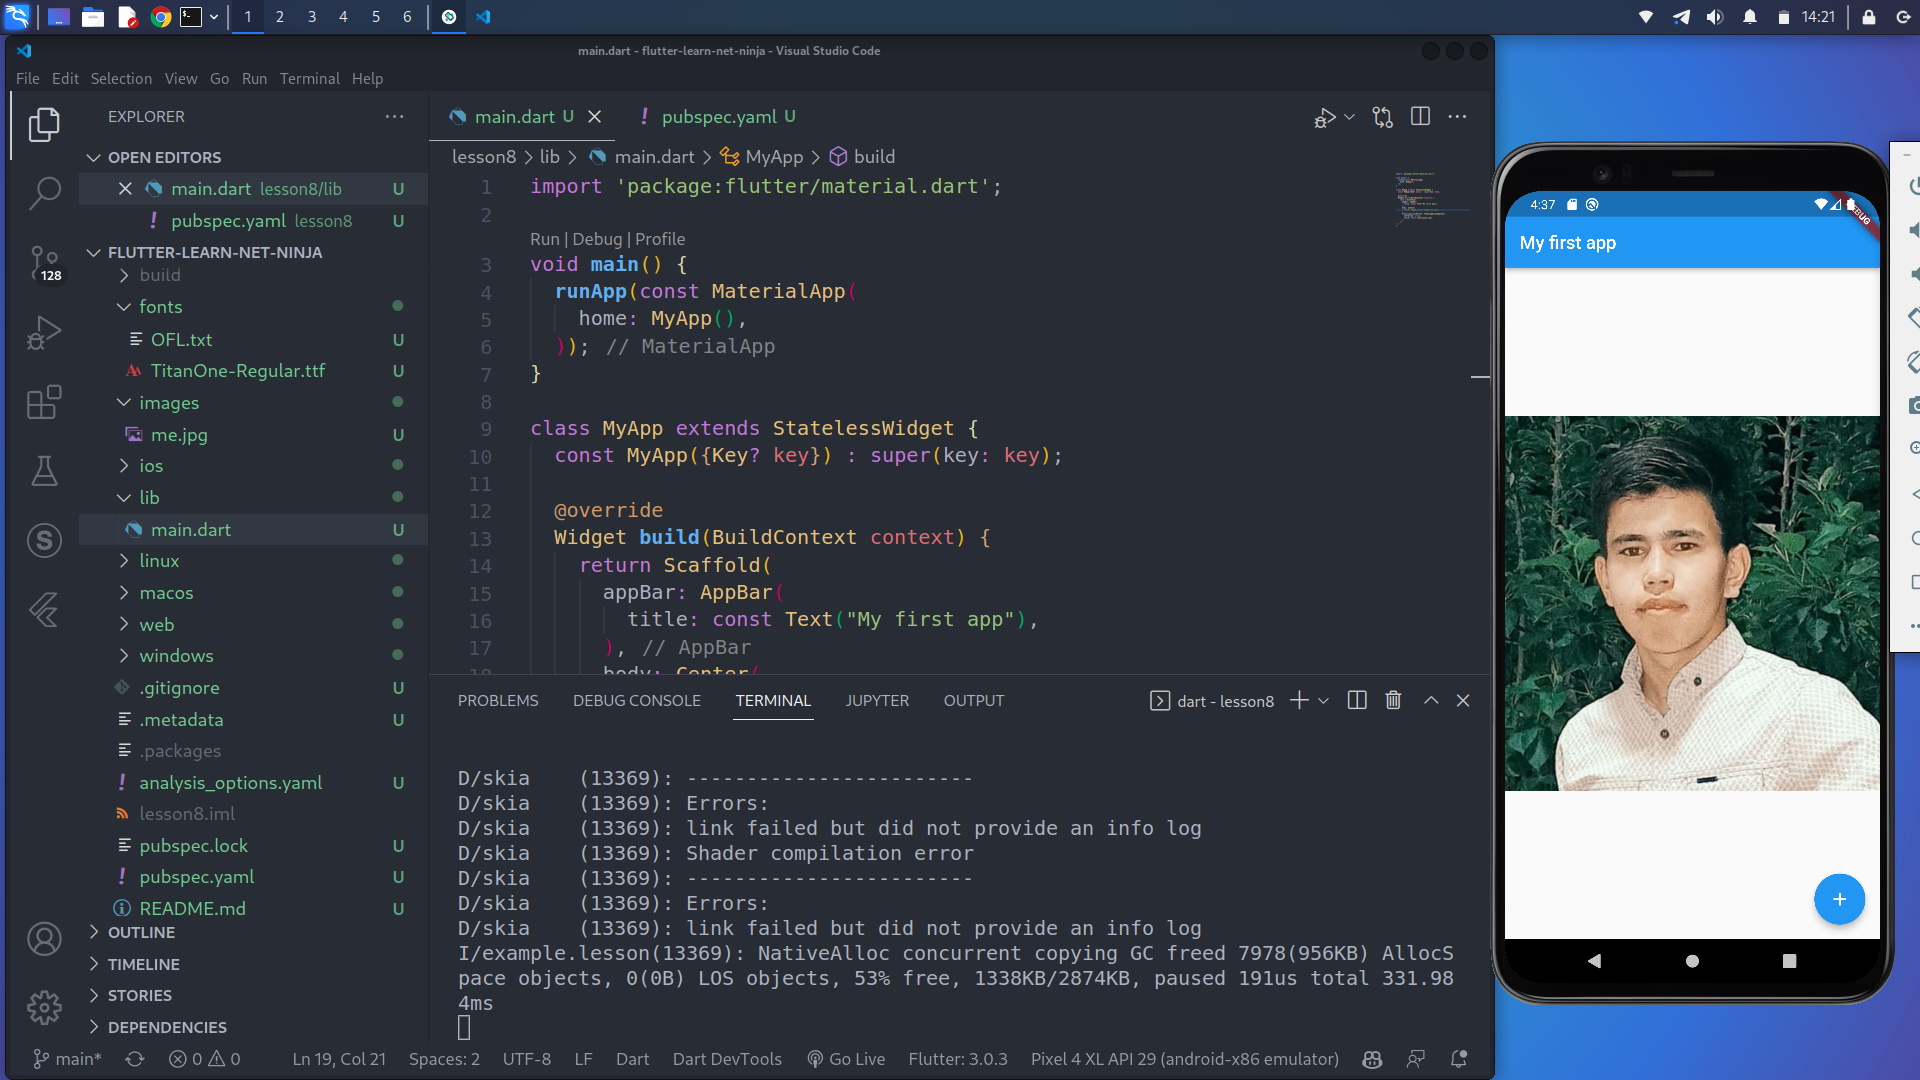 1 2 3 4 5 6 14:21
main.dart - flutter-learn-net-ninja - Visual Studio Code
File Edit Selection View Go Run Terminal Help
EXPLORER
OPEN EDITORS
main.dart lesson8/lib U
pubspec.yaml lesson8 U
FLUTTER-LEARN-NET-NINJA
128
build
fonts
OFL.txt U
TitanOne-Regular.ttf U
images
me.jpg U
ios
lib
main.dart U
linux
macos
web
windows
.gitignore U
.metadata U
.packages
analysis_options.yaml U
lesson8.iml
pubspec.lock U
pubspec.yaml U
README.md U
OUTLINE
TIMELINE
STORIES
DEPENDENCIES
main.dart U pubspec.yaml U
lesson8 > lib > main.dart > MyApp > build
1 import 'package:flutter/material.dart';
2
Run | Debug | Profile
3 void main() {
4 runApp(const MaterialApp(
5 home: MyApp(),
6 )); // MaterialApp
7 }
8
9 class MyApp extends StatelessWidget {
10 const MyApp({Key? key}) : super(key: key);
11
12 @override
13 Widget build(BuildContext context) {
14 return Scaffold(
15 appBar: AppBar(
16 title: const Text("My first app"),
17 ), // AppBar
18 body: Center(
PROBLEMS DEBUG CONSOLE TERMINAL JUPYTER OUTPUT dart - lesson8
D/skia (13369): ------------------------
D/skia (13369): Errors:
D/skia (13369): link failed but did not provide an info log
D/skia (13369): Shader compilation error
D/skia (13369): ------------------------
D/skia (13369): Errors:
D/skia (13369): link failed but did not provide an info log
I/example.lesson(13369): NativeAlloc concurrent copying GC freed 7978(956KB) AllocS
pace objects, 0(0B) LOS objects, 53% free, 1338KB/2874KB, paused 191us total 331.98
4ms
main* 0 0 Ln 19, Col 21 Spaces: 2 UTF-8 LF Dart Dart DevTools Go Live Flutter: 3.0.3 Pixel 4 XL API 29 (android-x86 emulator)
4:37
DEBUG
My first app